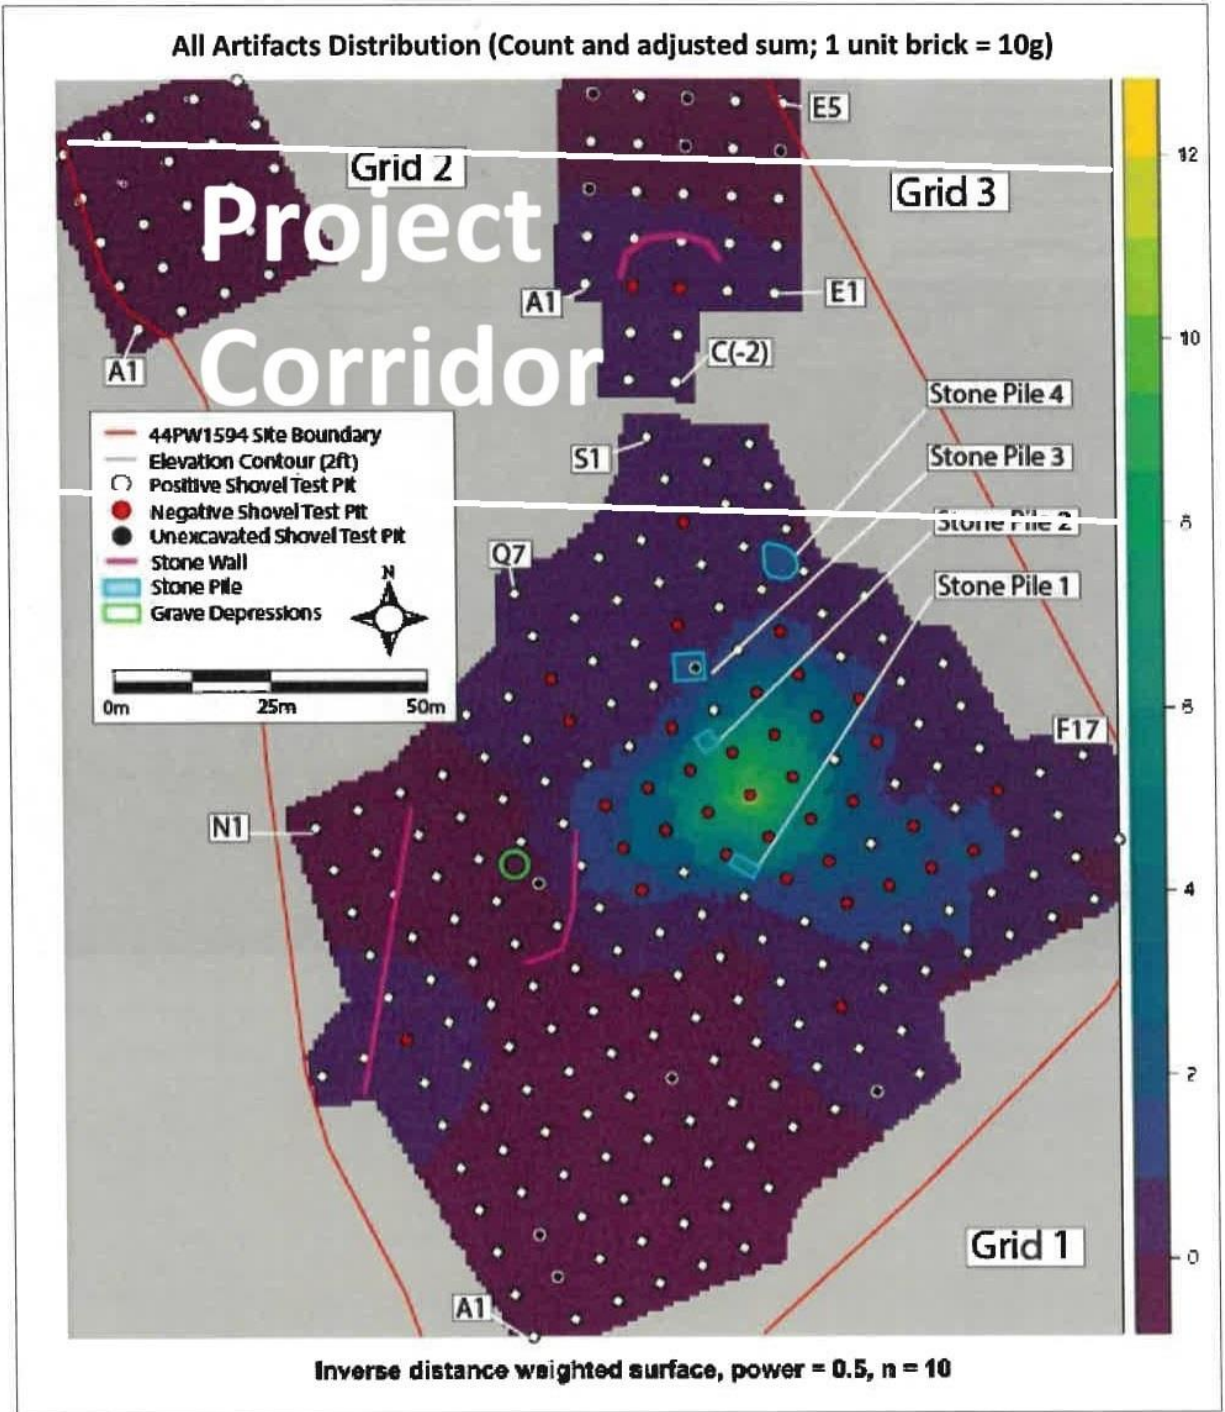 All Artifacts Distribution (Count and adjusted sum; 1 unit brick = 10g)
E5
12
Grid 2
Project
Grid 3
A1
E1
10
Corridor
C(-2)
A1
Stone Pile 4
44PW1594 Site Boundary
Elevation Contour (2ft)
Positive Shovel Test Pit
Negative Shovel Test Pit
Unexcavated Shovel Test Pit
Stone Wall
Stone Pile
Grave Depressions
N
0m 25m 50m
S1
Stone Pile 3
8
Stone Pile 2
Q7
Stone Pile 1
6
F17
N1
4
2
0
Grid 1
A1
Inverse distance weighted surface, power = 0.5, n = 10